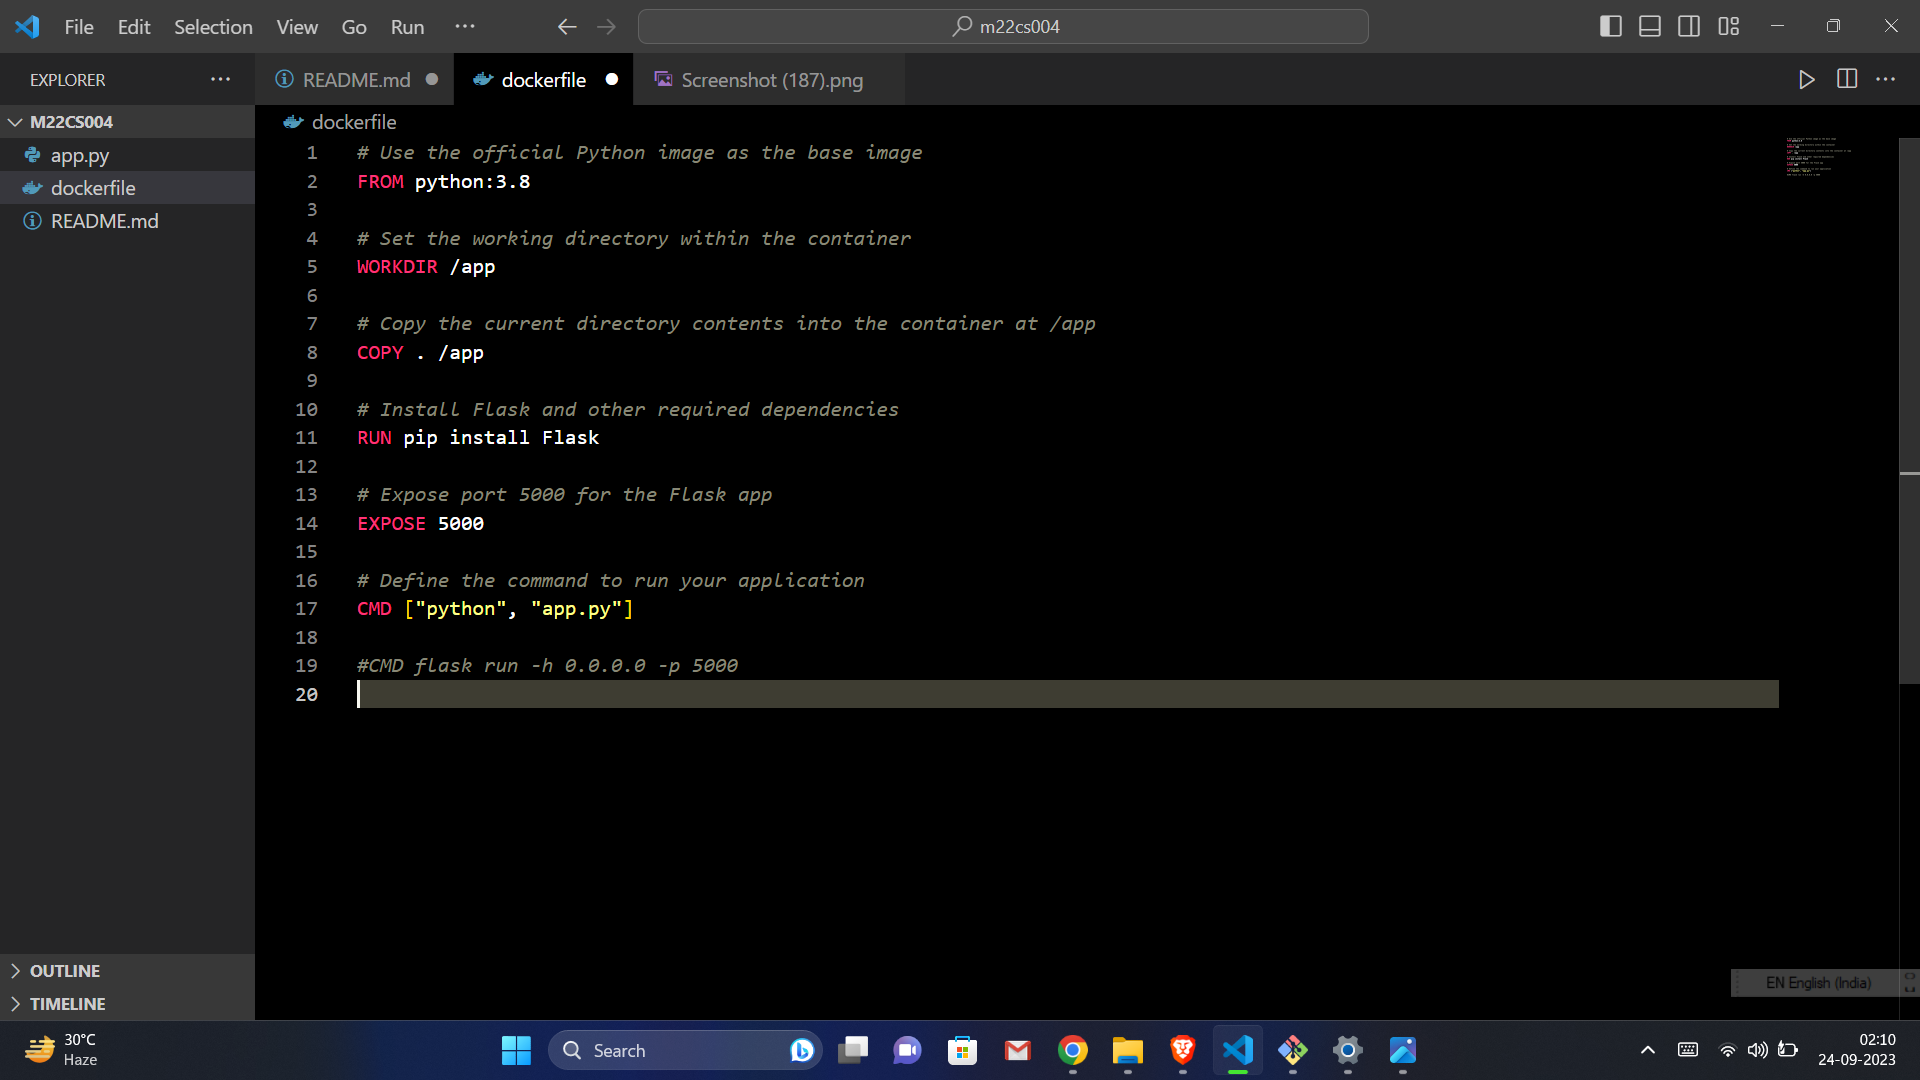 File Edit Selection View Go Run ··· m22cs004
EXPLORER ··· README.md dockerfile Screenshot (187).png
M22CS004
app.py
dockerfile
README.md
dockerfile
1 # Use the official Python image as the base image
2 FROM python:3.8
3
4 # Set the working directory within the container
5 WORKDIR /app
6
7 # Copy the current directory contents into the container at /app
8 COPY . /app
9
10 # Install Flask and other required dependencies
11 RUN pip install Flask
12
13 # Expose port 5000 for the Flask app
14 EXPOSE 5000
15
16 # Define the command to run your application
17 CMD ["python", "app.py"]
18
19 #CMD flask run -h 0.0.0.0 -p 5000
20
OUTLINE
TIMELINE
EN English (India)
30°C
Haze
Search
02:10
24-09-2023